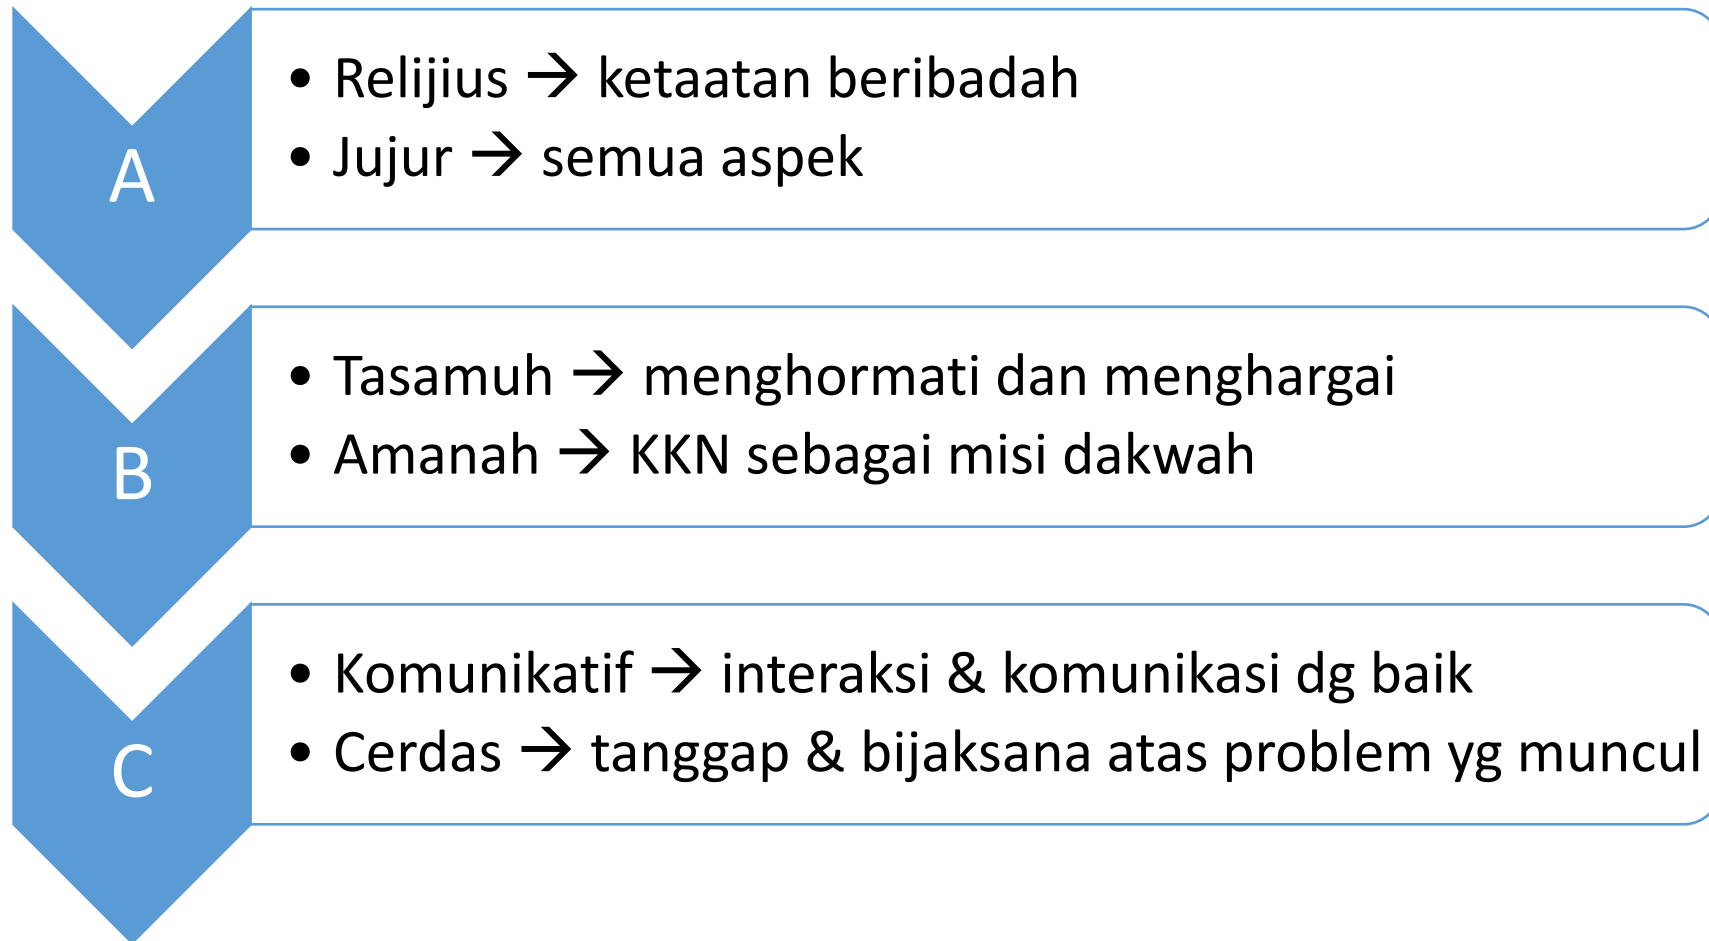 A
• Relijius → ketaatan beribadah
• Jujur → semua aspek
B
• Tasamuh → menghormati dan menghargai
• Amanah → KKN sebagai misi dakwah
C
• Komunikatif → interaksi & komunikasi dg baik
• Cerdas → tanggap & bijaksana atas problem yg muncul